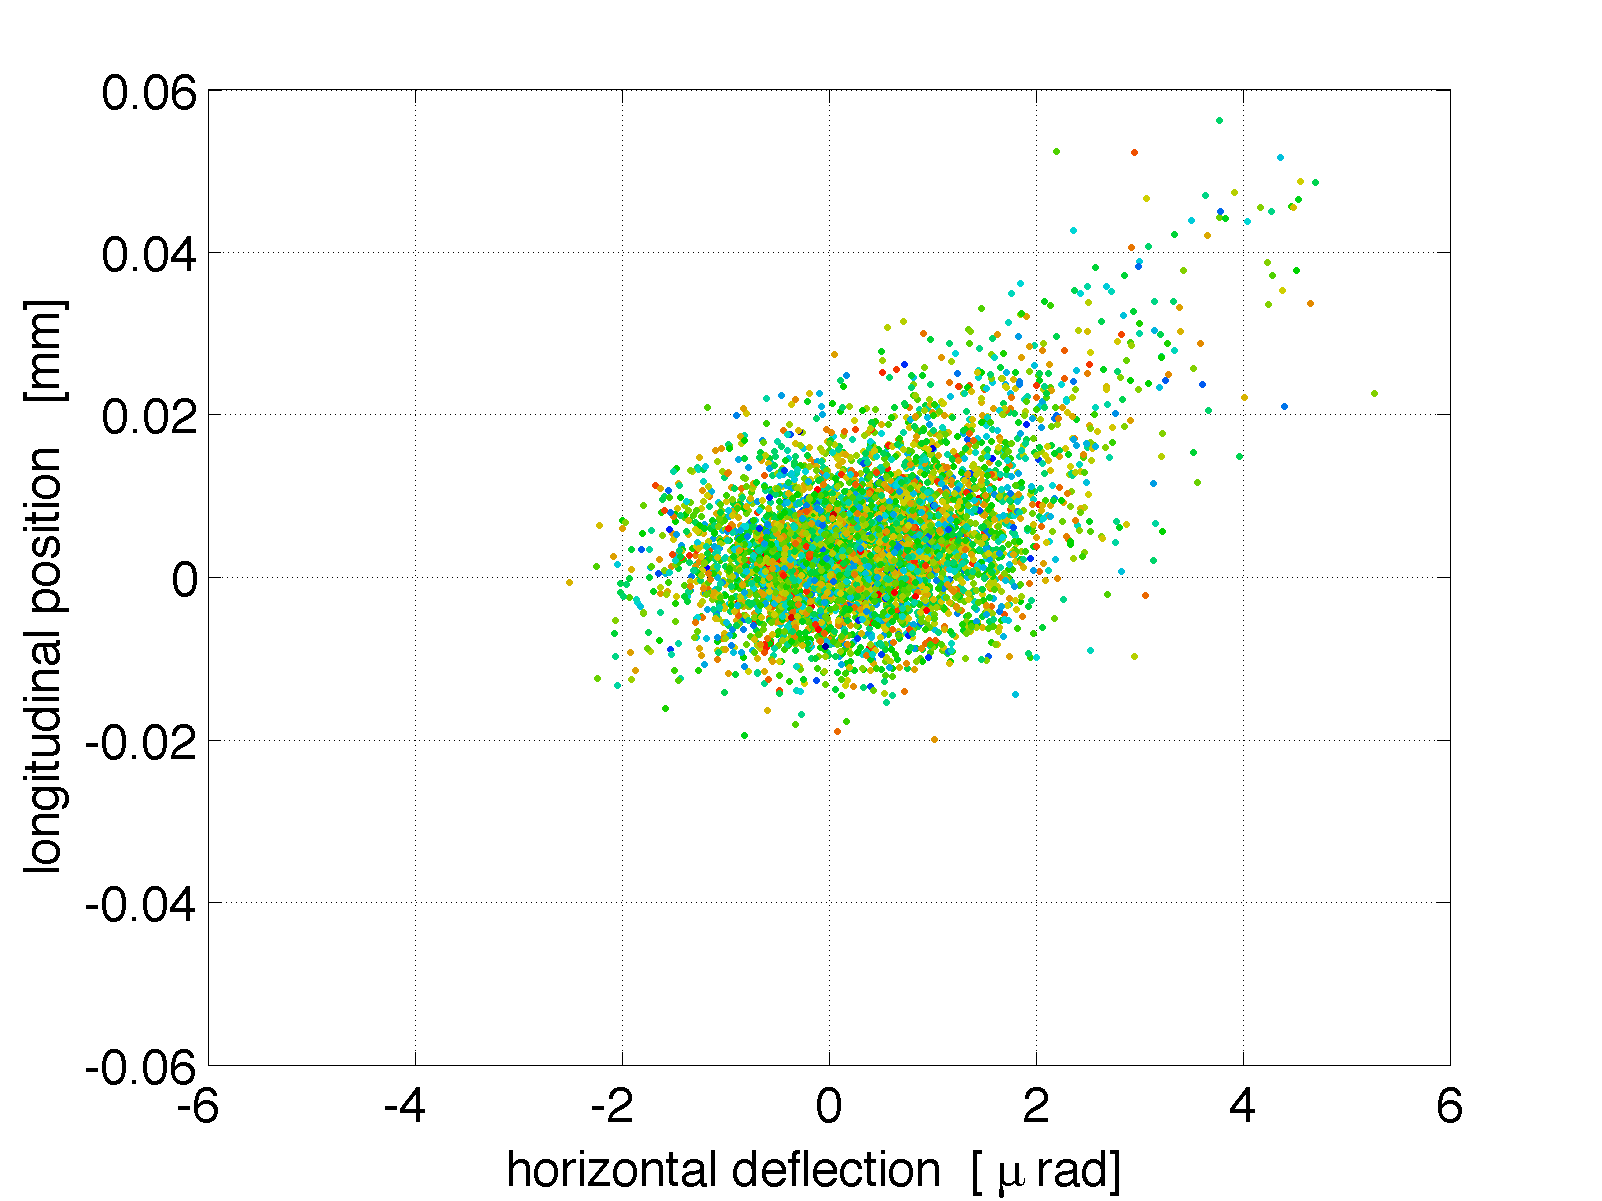 0.06
0.04
0.02
0
-0.02
-0.04
-0.06
longitudinal position [mm]
-6 -4 -2 0 2 4 6
horizontal deflection [ μ rad]